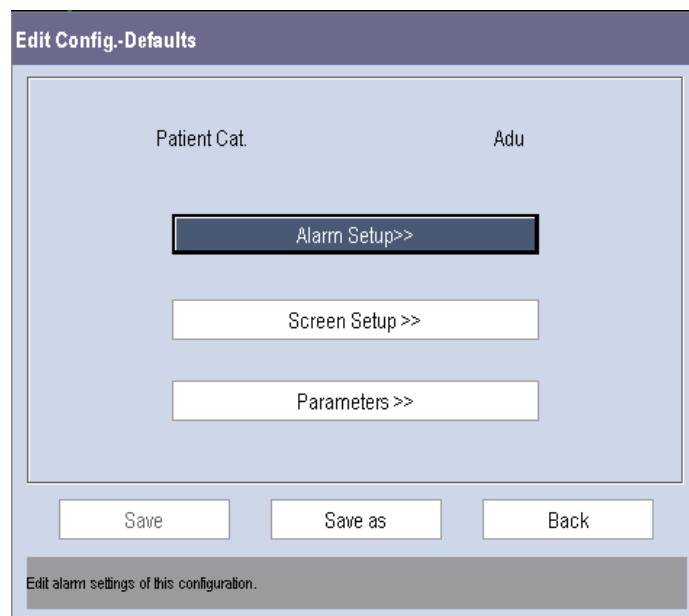 Edit Config.-Defaults
Patient Cat. Adu
Alarm Setup>>
Screen Setup >>
Parameters >>
Save Save as Back
Edit alarm settings of this configuration.